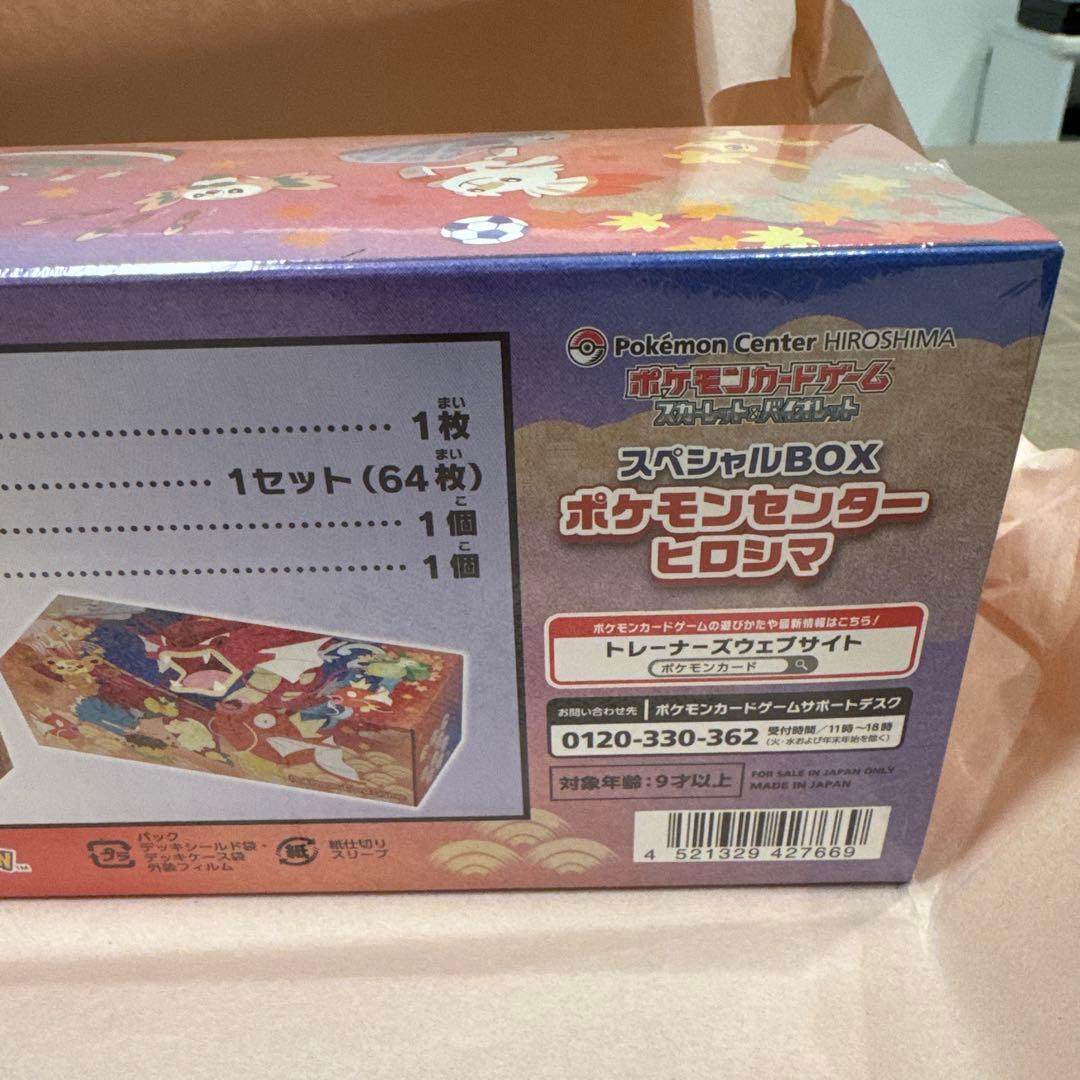 Pokémon Center HIROSHIMA
ポケモンカードゲーム
スカーレット&バイオレット
スペシャルBOX
ポケモンセンター
ヒロシマ
まい
1枚
まい
1セット(64枚)
こ
1個
こ
1個
ポケモンカードゲームの遊びかたや最新情報はこちら!
トレーナーズウェブサイト
ポケモンカード
お問い合わせ先 ポケモンカードゲームサポートデスク
0120-330-362 受付時間/11時〜18時
(火・水および年末年始を除く)
対象年齢:9才以上
FOR SALE IN JAPAN ONLY
MADE IN JAPAN
4 521329 427669
プラ
パック
デッキシールド袋・
デッキケース袋
外装フィルム
紙
紙仕切り
スリーブ